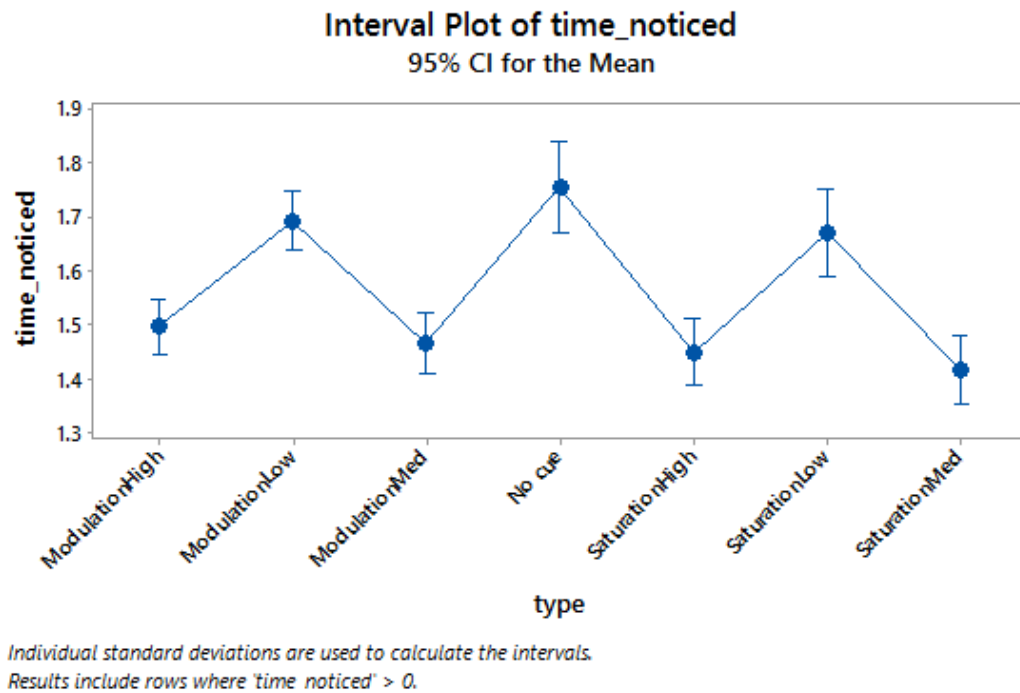 Interval Plot of time_noticed
95% CI for the Mean
1.9
1.8
1.7
1.6
1.5
1.4
1.3
time_noticed
ModulationHigh
ModulationLow
ModulationMed
No cue
SaturationHigh
SaturationLow
SaturationMed
type
Individual standard deviations are used to calculate the intervals.
Results include rows where 'time_noticed' > 0.